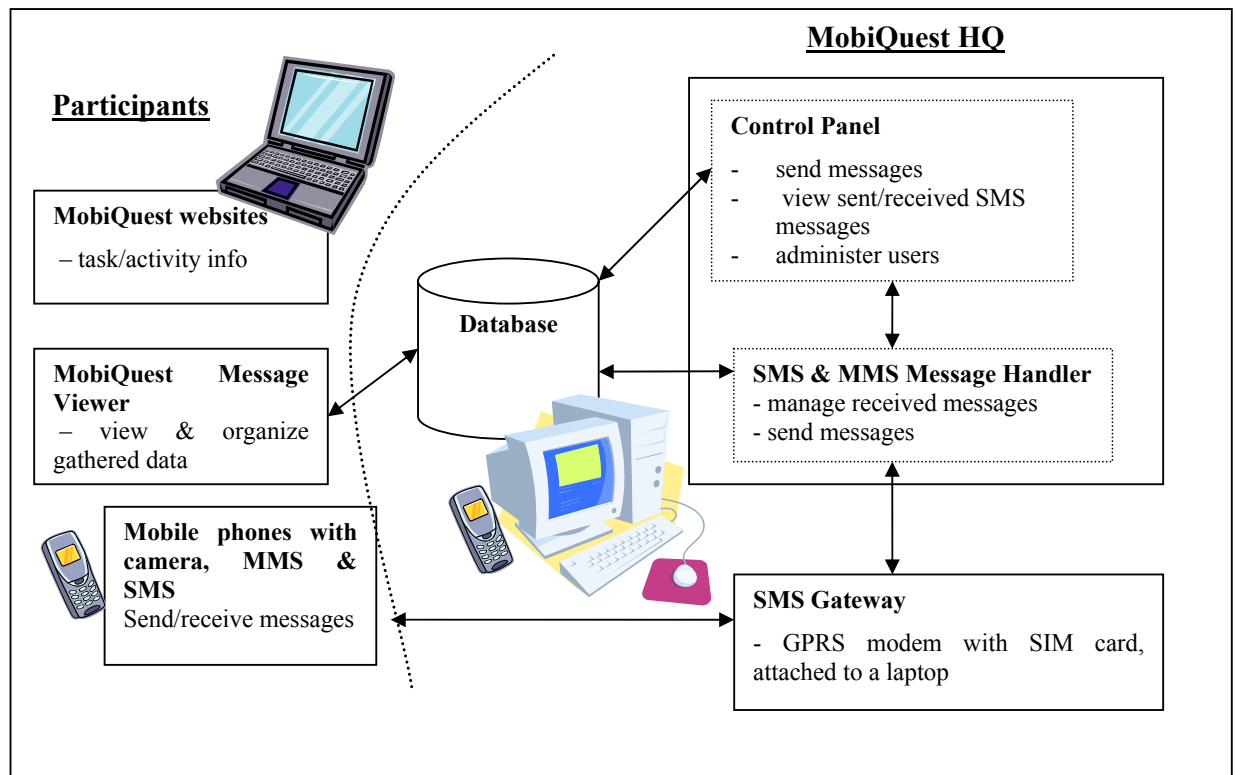 MobiQuest HQ
Participants
Control Panel
- send messages
- view sent/received SMS
messages
- administer users
MobiQuest websites
– task/activity info
Database
MobiQuest Message
Viewer
– view & organize
gathered data
SMS & MMS Message Handler
- manage received messages
- send messages
Mobile phones with
camera, MMS &
SMS
Send/receive messages
SMS Gateway
- GPRS modem with SIM card,
attached to a laptop